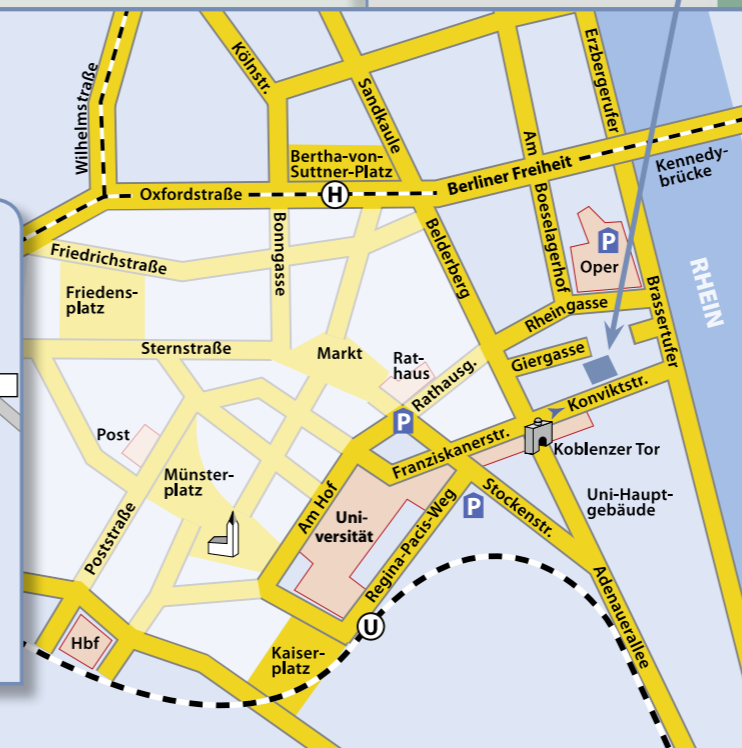 Wilhelmstraße
Kölnstr.
Sandkaule
Erzbergerufer
Am
Boeselagerhof
Bertha-von-
Suttner-Platz
Berliner Freiheit
Kennedy-
brücke
Oxfordstraße
H
Bonngasse
Belderberg
P
Oper
RHEIN
Friedrichstraße
Friedens-
platz
Rheingasse
Brassertufer
Sternstraße
Markt
Rat-
haus
Rathausg.
Giergasse
Konviktstr.
P
Franziskanerstr.
Koblenzer Tor
Post
Münster-
platz
Am Hof
Uni-
versität
Regina-Pacis-Weg
P
Stockenstr.
Uni-Haupt-
gebäude
Poststraße
Adenauerallee
Hbf
U
Kaiser-
platz